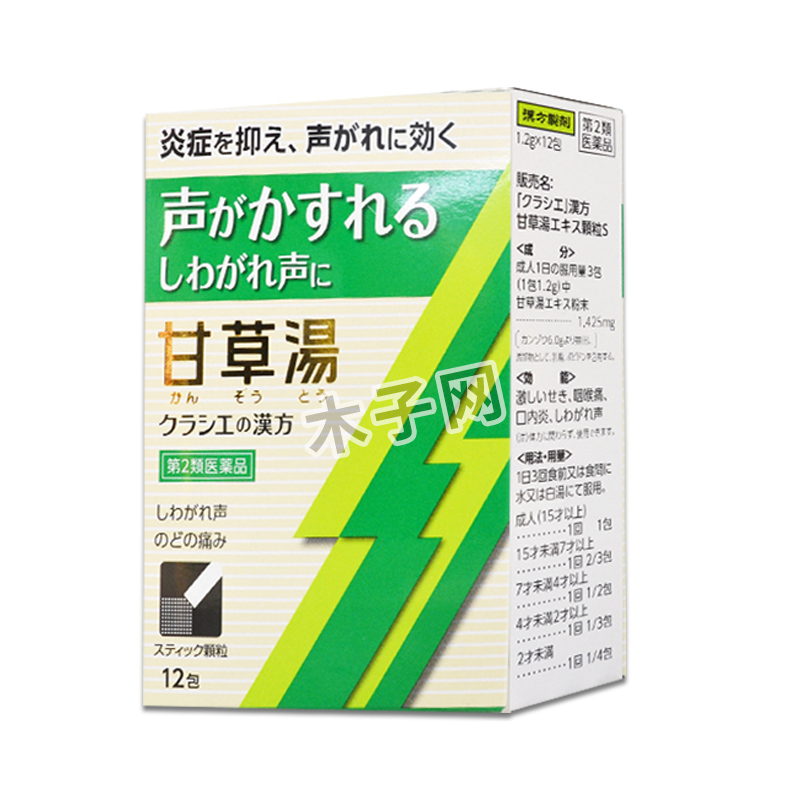 炎症を抑え、声がれに効く
声がかすれる
しわがれ声に
甘草湯
かん そう とう
クラシエの漢方
第2類医薬品
しわがれ声
のどの痛み
スティック顆粒
12包
木子网
漢方製剤
第2類
医薬品
1.2g×12包
販売名:
「クラシエ」漢方
甘草湯エキス顆粒S
<成 分>
成人1日の服用量3包
(1包1.2g)中
甘草湯エキス粉末
1,425mg
<効 能>
激しいせき、咽喉痛、
口内炎、しわがれ声
<用法・用量>
1日3回食前又は食間に
水又は白湯にて服用。
成人(15才以上)
1回 1包
15才未満7才以上
1回 2/3包
7才未満4才以上
1回 1/2包
4才未満2才以上
1回 1/3包
2才未満
1回 1/4包